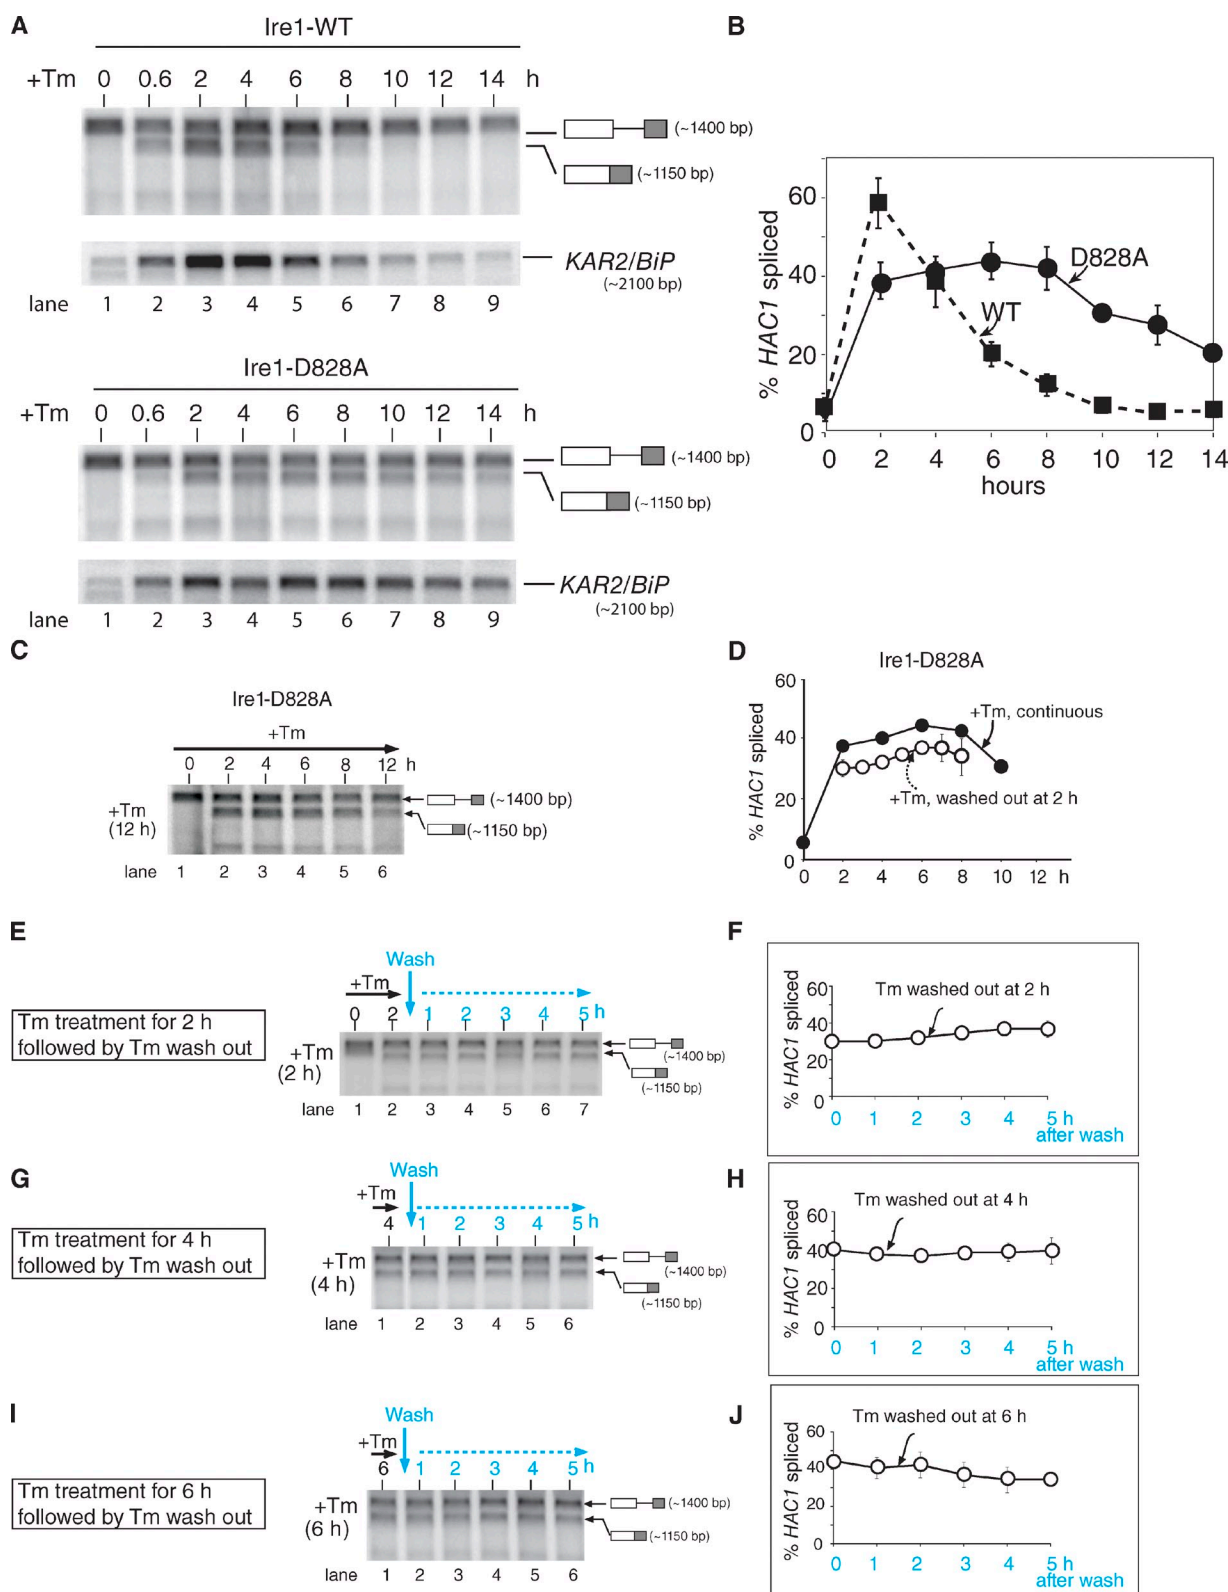 A
Ire1-WT
+Tm 0 0.6 2 4 6 8 10 12 14 h
(~1400 bp)
(~1150 bp)
KAR2/BiP
(~2100 bp)
lane 1 2 3 4 5 6 7 8 9
Ire1-D828A
+Tm 0 0.6 2 4 6 8 10 12 14 h
(~1400 bp)
(~1150 bp)
KAR2/BiP
(~2100 bp)
lane 1 2 3 4 5 6 7 8 9
B
% HAC1 spliced
60
40
20
0
D828A
WT
0 2 4 6 8 10 12 14
hours
C
Ire1-D828A
+Tm
0 2 4 6 8 12 h
+Tm
(12 h)
(~1400 bp)
(~1150 bp)
lane 1 2 3 4 5 6
D
Ire1-D828A
% HAC1 spliced
60
40
20
0
+Tm, continuous
+Tm, washed out at 2 h
0 2 4 6 8 10 12 h
E
Tm treatment for 2 h
followed by Tm wash out
Wash
+Tm
0 2 1 2 3 4 5 h
+Tm
(2 h)
(~1400 bp)
(~1150 bp)
lane 1 2 3 4 5 6 7
F
% HAC1 spliced
60
40
20
0
Tm washed out at 2 h
0 1 2 3 4 5 h
after wash
G
Tm treatment for 4 h
followed by Tm wash out
Wash
+Tm
4 1 2 3 4 5 h
+Tm
(4 h)
(~1400 bp)
(~1150 bp)
lane 1 2 3 4 5 6
H
% HAC1 spliced
60
40
20
0
Tm washed out at 4 h
0 1 2 3 4 5 h
after wash
I
Tm treatment for 6 h
followed by Tm wash out
Wash
+Tm
6 1 2 3 4 5 h
+Tm
(6 h)
(~1400 bp)
(~1150 bp)
lane 1 2 3 4 5 6
J
% HAC1 spliced
60
40
20
0
Tm washed out at 6 h
0 1 2 3 4 5 h
after wash